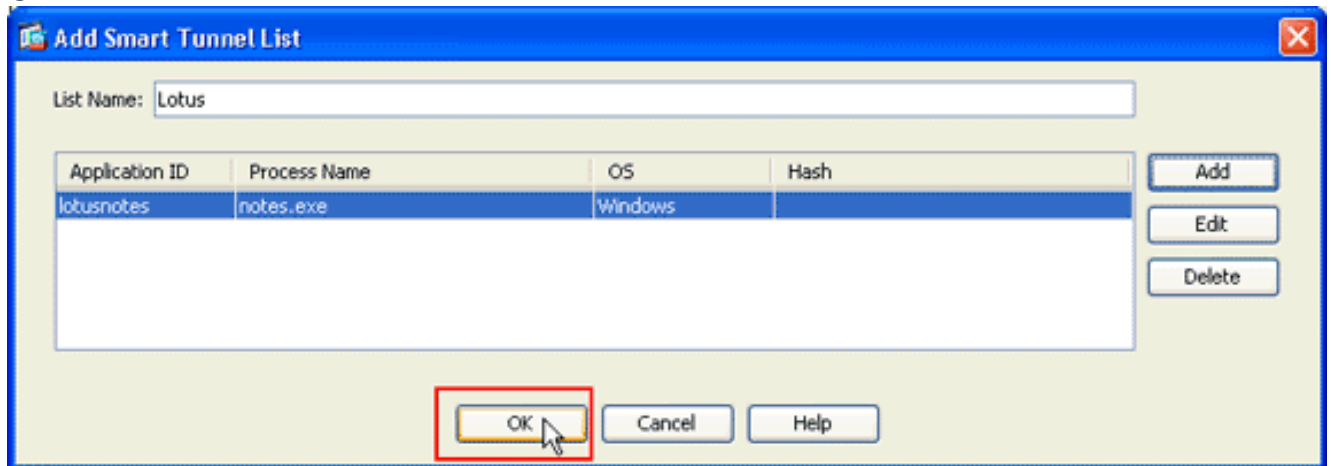 Add Smart Tunnel List
List Name: Lotus
Application ID Process Name OS Hash
lotusnotes notes.exe Windows
Add
Edit
Delete
OK Cancel Help